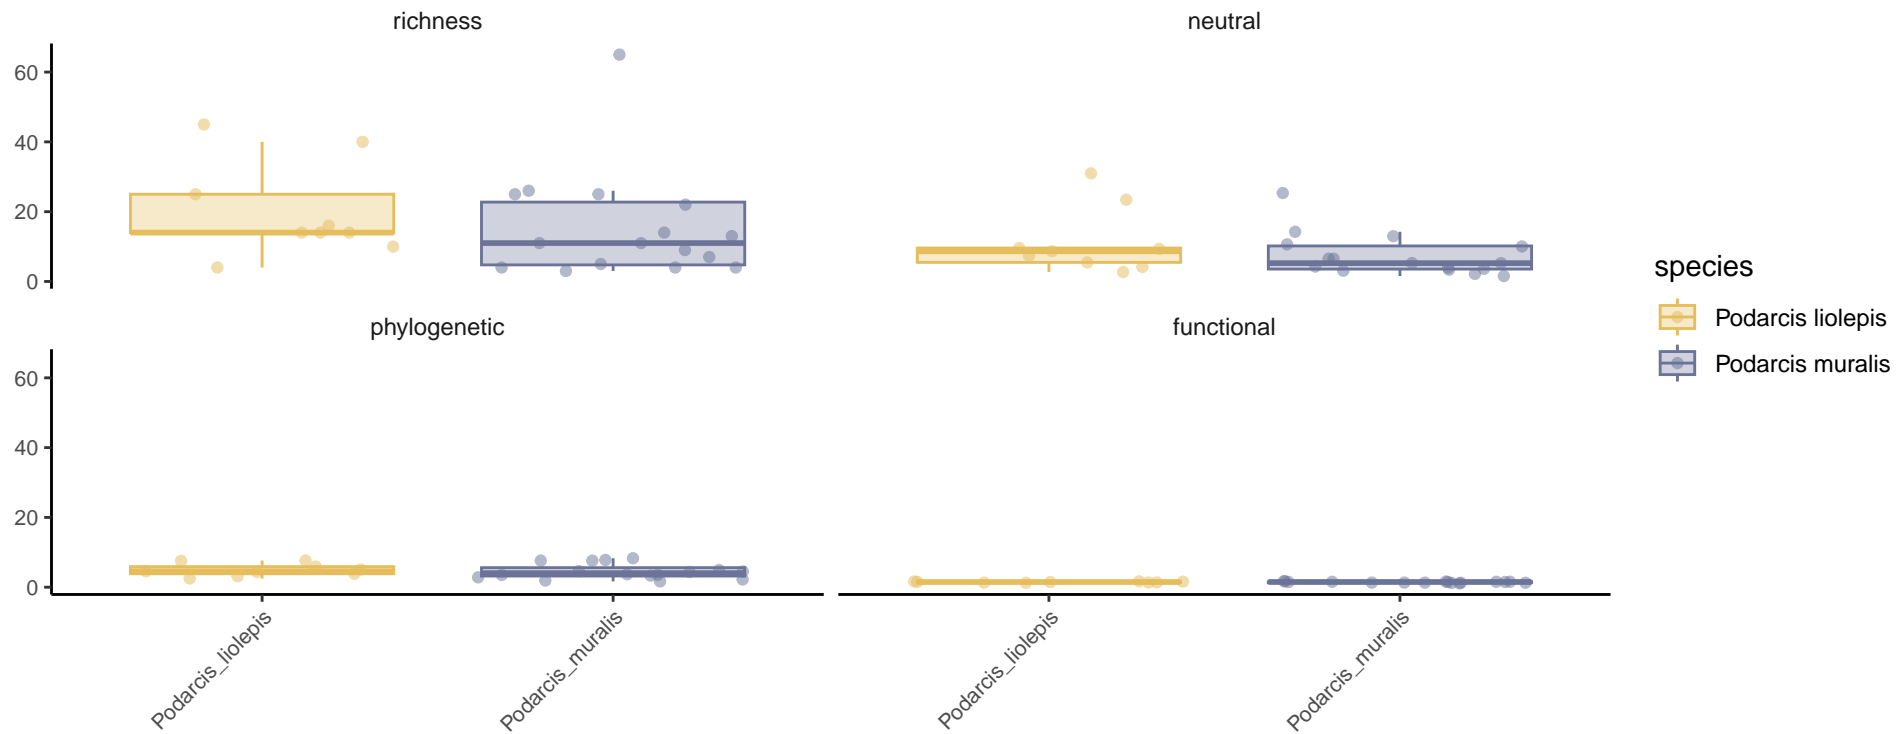 richness
neutral
60
40
20
0
phylogenetic
functional
60
40
20
0
Podarcis_liolepis
Podarcis_muralis
Podarcis_liolepis
Podarcis_muralis
species
Podarcis liolepis
Podarcis muralis